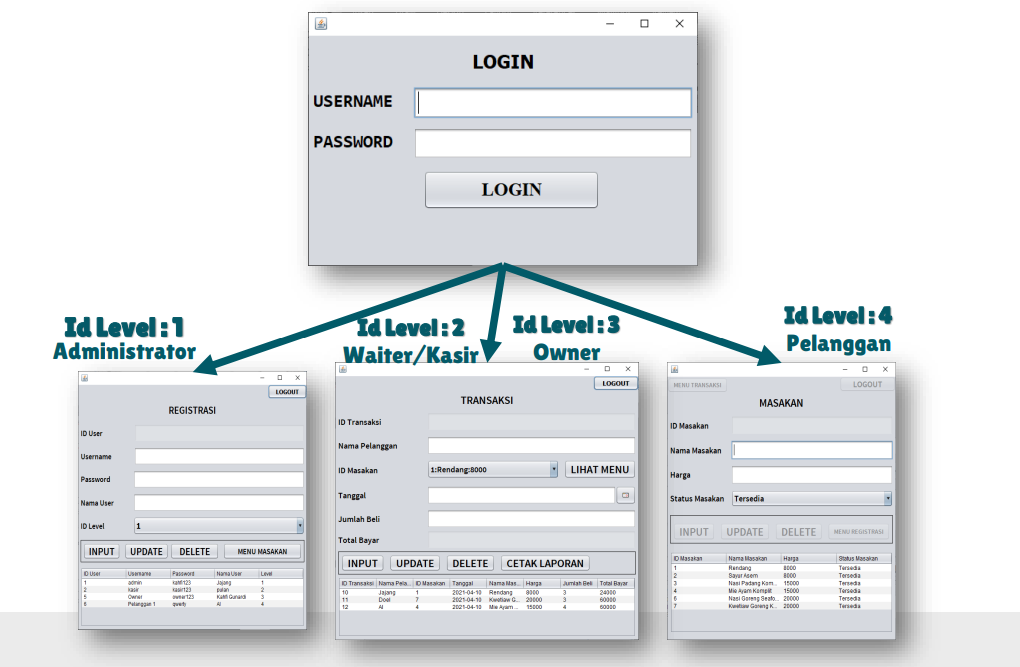 LOGIN
USERNAME
PASSWORD
LOGIN
Id Level : 1
Administrator
Id Level : 2
Waiter/Kasir
Id Level : 3
Owner
Id Level : 4
Pelanggan
LOGOUT
REGISTRASI
ID User
Username
Password
Nama User
ID Level 1
INPUT UPDATE DELETE MENU MASAKAN
ID User Username Password Nama User Level
1 admin kahfi123 Jajang 1
2 kasir kasir123 pulan 2
5 Owner owner123 Kahfi Gunardi 3
6 Pelanggan 1 qwerty Al 4
LOGOUT
TRANSAKSI
ID Transaksi
Nama Pelanggan
ID Masakan 1:Rendang:8000 LIHAT MENU
Tanggal
Jumlah Beli
Total Bayar
INPUT UPDATE DELETE CETAK LAPORAN
ID Transaksi Nama Pela... ID Masakan Tanggal Nama Mas... Harga Jumlah Beli Total Bayar
10 Jajang 1 2021-04-10 Rendang 8000 3 24000
11 Doel 7 2021-04-10 Kwetiaw G... 20000 3 60000
12 Al 4 2021-04-10 Mie Ayam ... 15000 4 60000
MENU TRANSAKSI LOGOUT
MASAKAN
ID Masakan
Nama Masakan
Harga
Status Masakan Tersedia
INPUT UPDATE DELETE MENU REGISTRASI
ID Masakan Nama Masakan Harga Status Masakan
1 Rendang 8000 Tersedia
2 Sayur Asem 8000 Tersedia
3 Nasi Padang Kom... 15000 Tersedia
4 Mie Ayam Komplit 15000 Tersedia
6 Nasi Goreng Seafo... 20000 Tersedia
7 Kwetiaw Goreng K... 20000 Tersedia